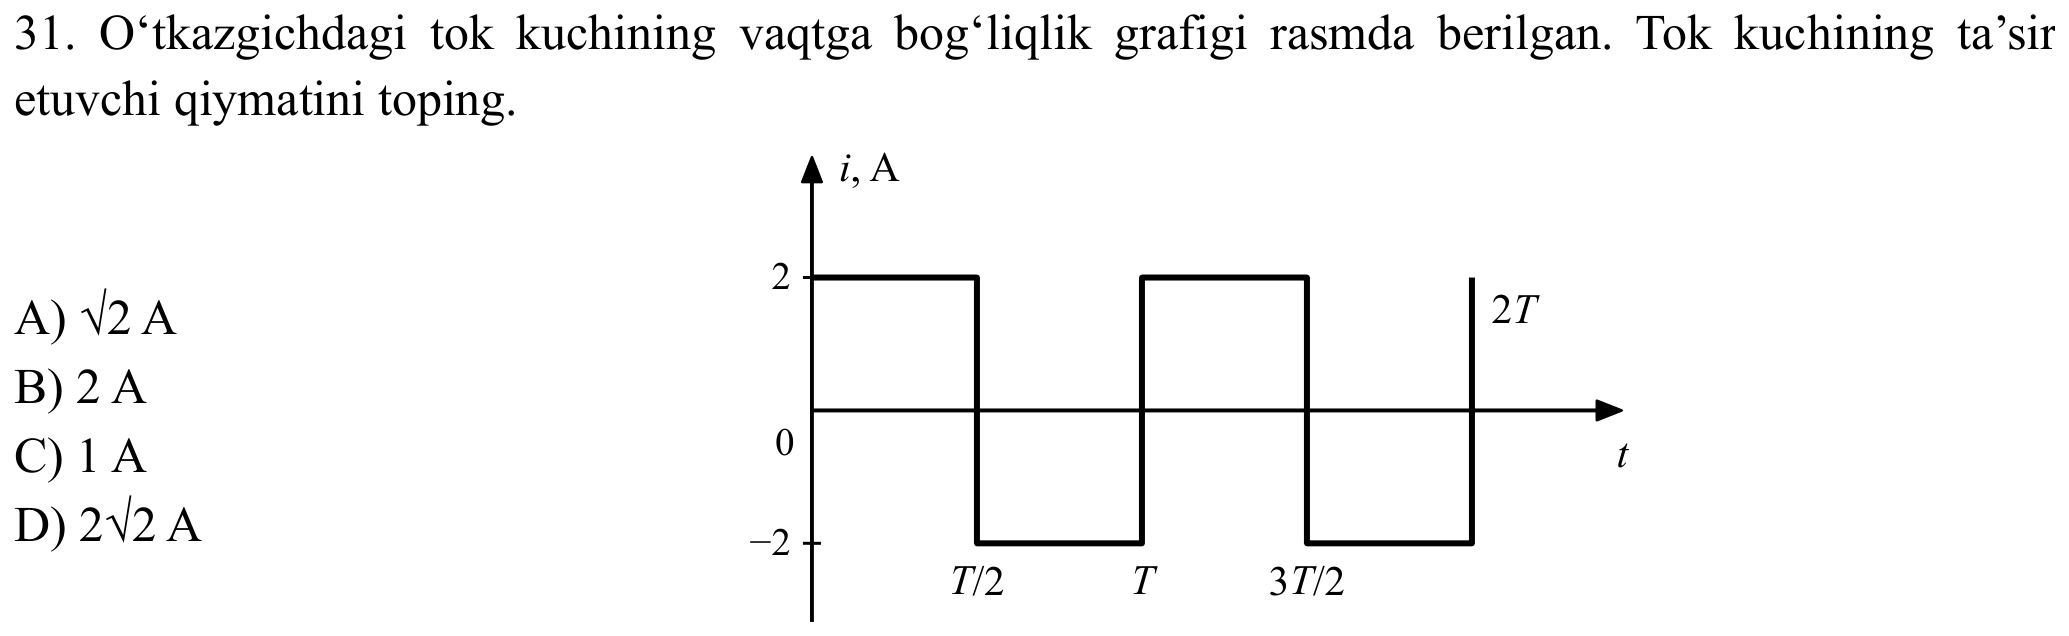 31. O‘tkazgichdagi tok kuchining vaqtga bog‘liqlik grafigi rasmda berilgan. Tok kuchining ta’sir
etuvchi qiymatini toping.
i, A
2
2T
A) √2 A
B) 2 A
0
C) 1 A
t
D) 2√2 A
−2
T/2
T
3T/2